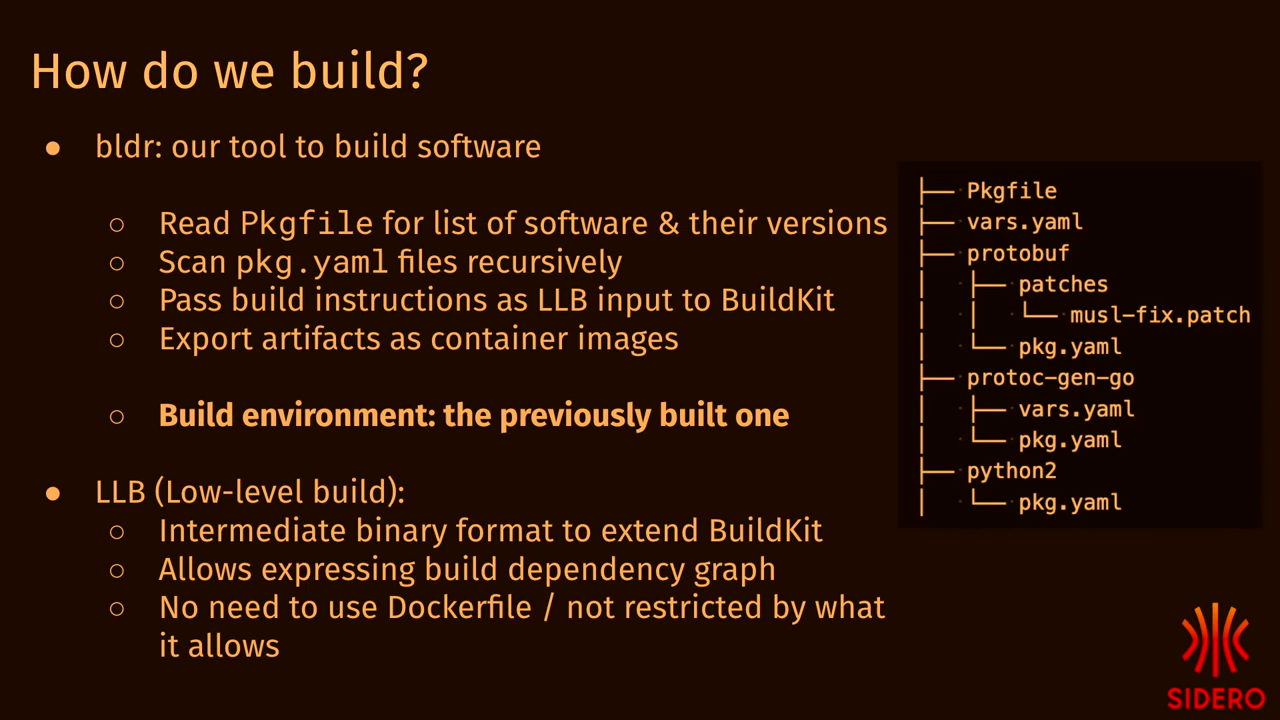 How do we build?
● bldr: our tool to build software
○ Read Pkgfile for list of software & their versions
○ Scan pkg.yaml files recursively
○ Pass build instructions as LLB input to BuildKit
○ Export artifacts as container images
○ Build environment: the previously built one
● LLB (Low-level build):
○ Intermediate binary format to extend BuildKit
○ Allows expressing build dependency graph
○ No need to use Dockerfile / not restricted by what
it allows
├── Pkgfile
├── vars.yaml
├── protobuf
│   ├── patches
│   │   └── musl-fix.patch
│   └── pkg.yaml
├── protoc-gen-go
│   ├── vars.yaml
│   └── pkg.yaml
├── python2
│   └── pkg.yaml
SIDERO